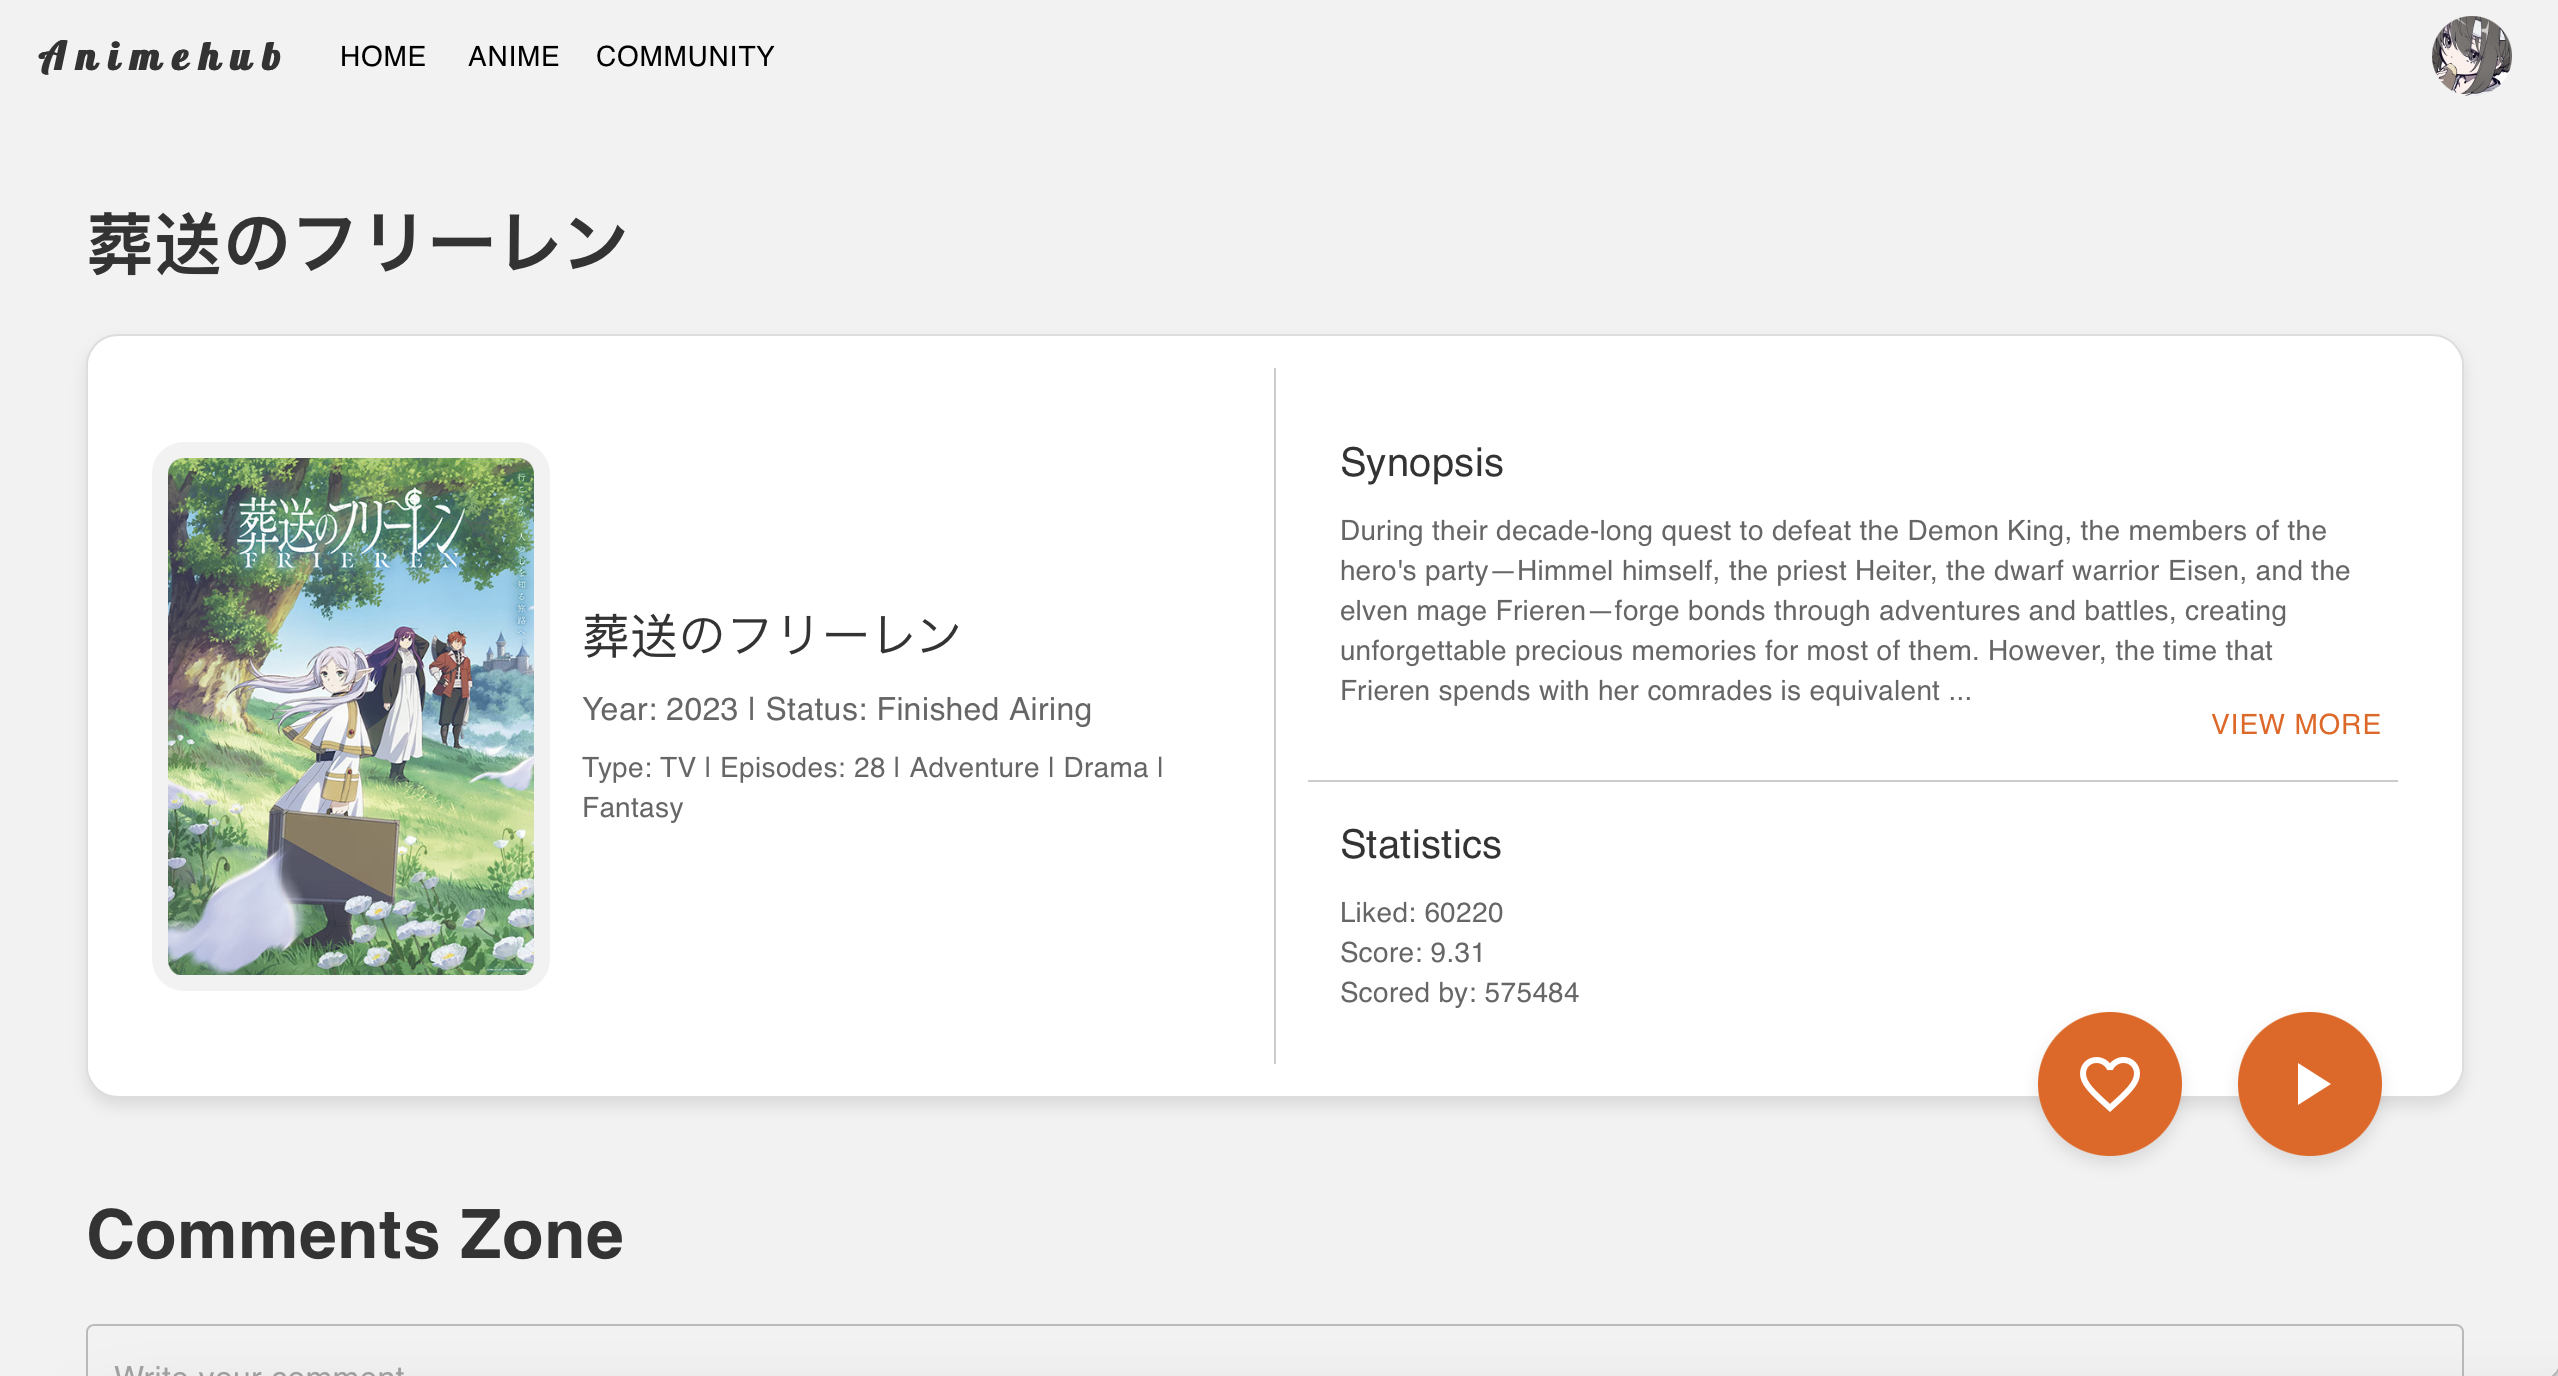 Animehub HOME ANIME COMMUNITY
葬送のフリーレン
葬送のフリーレン
FRIEREN
葬送のフリーレン
Year: 2023 | Status: Finished Airing
Type: TV | Episodes: 28 | Adventure | Drama |
Fantasy
Synopsis
During their decade-long quest to defeat the Demon King, the members of the
hero's party—Himmel himself, the priest Heiter, the dwarf warrior Eisen, and the
elven mage Frieren—forge bonds through adventures and battles, creating
unforgettable precious memories for most of them. However, the time that
Frieren spends with her comrades is equivalent ...
VIEW MORE
Statistics
Liked: 60220
Score: 9.31
Scored by: 575484
Comments Zone
Write your comment